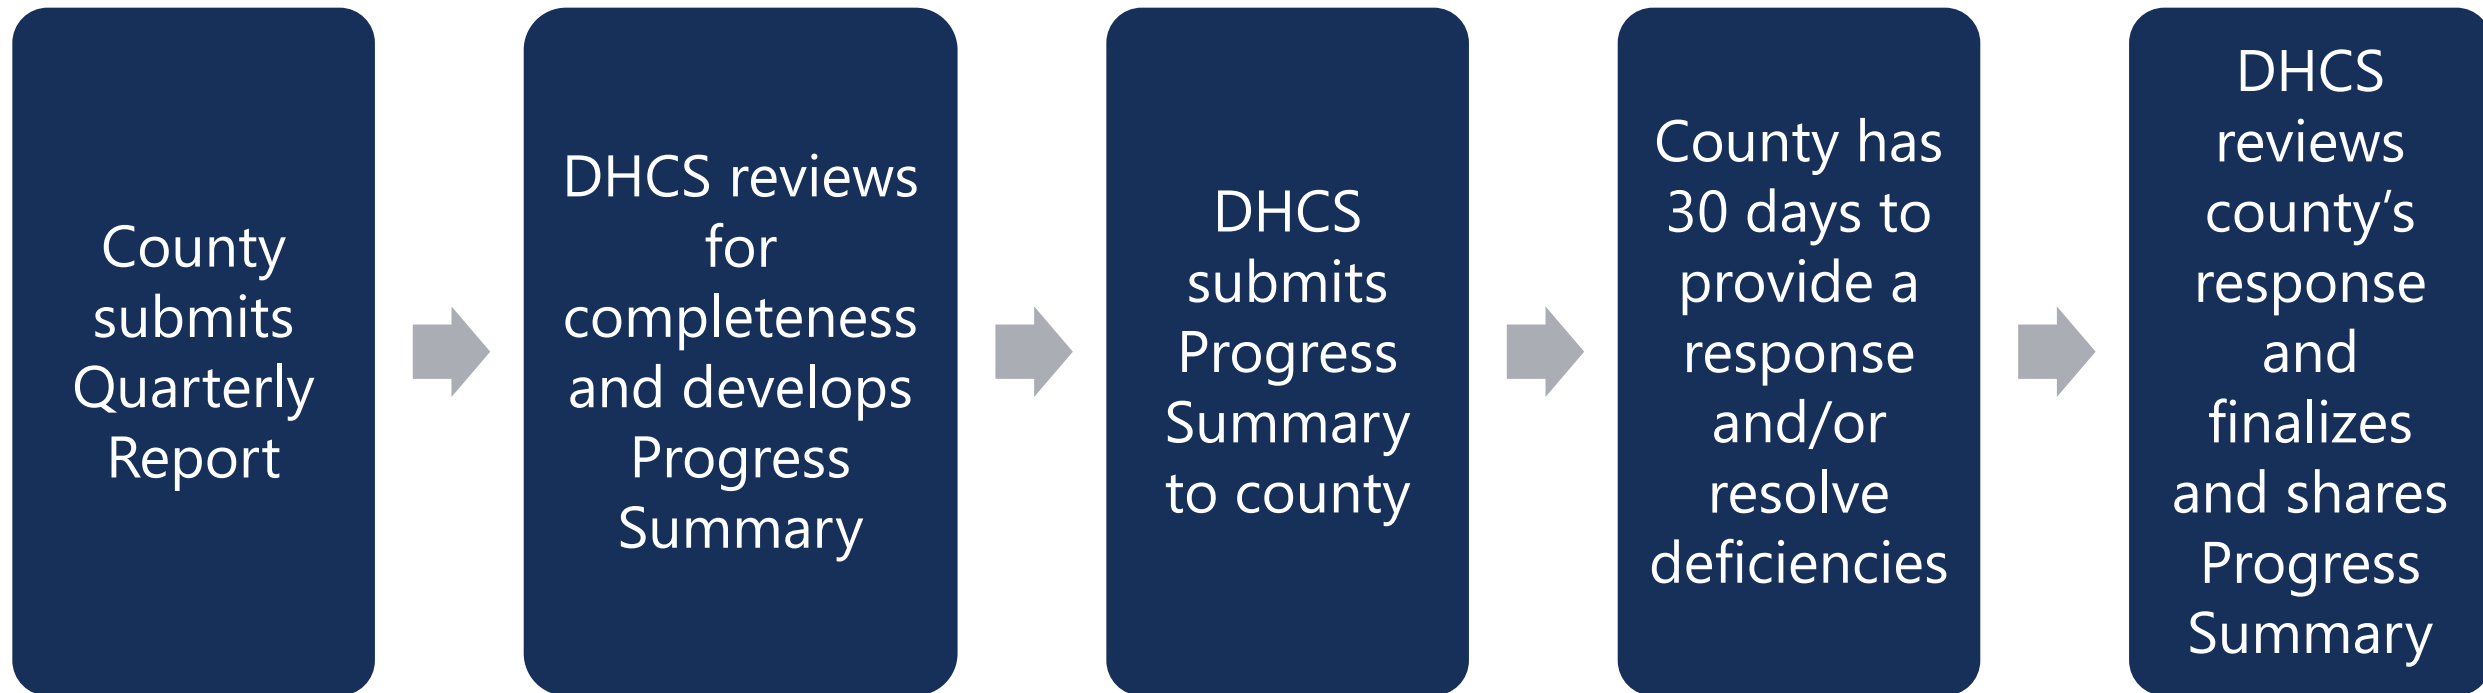 County
submits
Quarterly
Report
DHCS reviews
for
completeness
and develops
Progress
Summary
DHCS
submits
Progress
Summary
to county
County has
30 days to
provide a
response
and/or
resolve
deficiencies
DHCS
reviews
county’s
response
and
finalizes
and shares
Progress
Summary